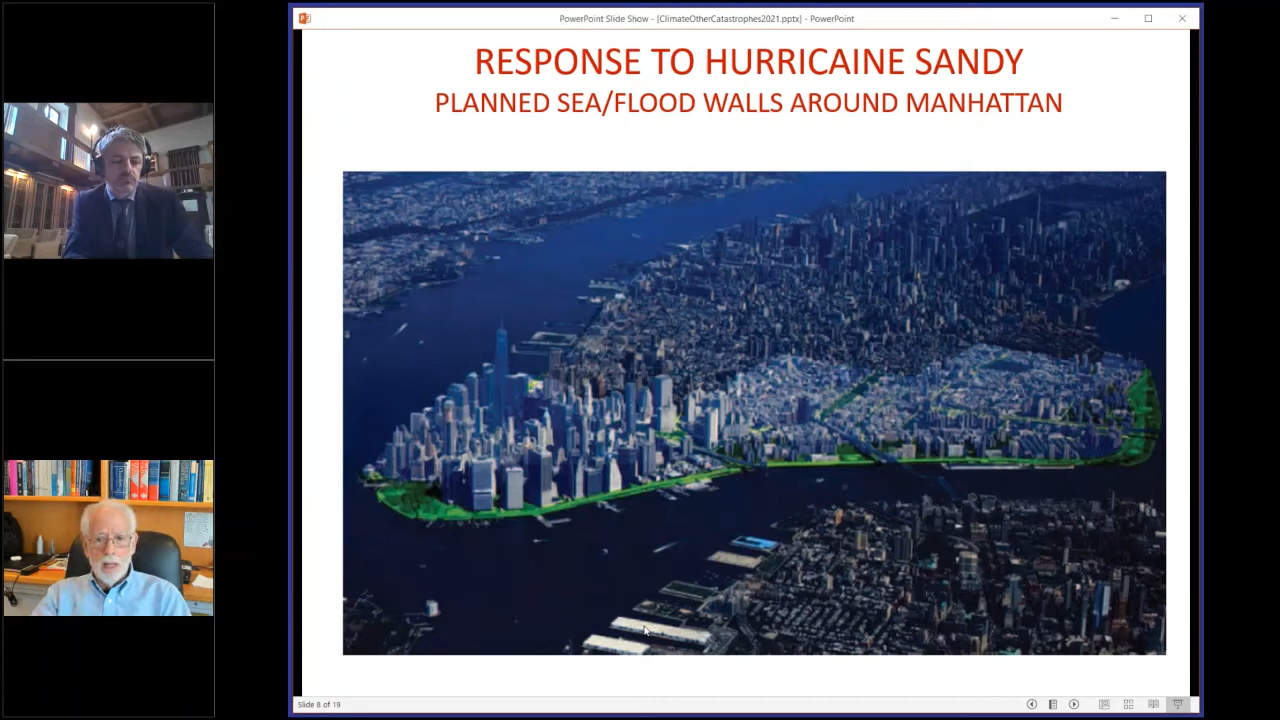 PowerPoint Slide Show - [ClimateOtherCatastrophes2021.pptx] - PowerPoint
RESPONSE TO HURRICAINE SANDY
PLANNED SEA/FLOOD WALLS AROUND MANHATTAN
Slide 8 of 19